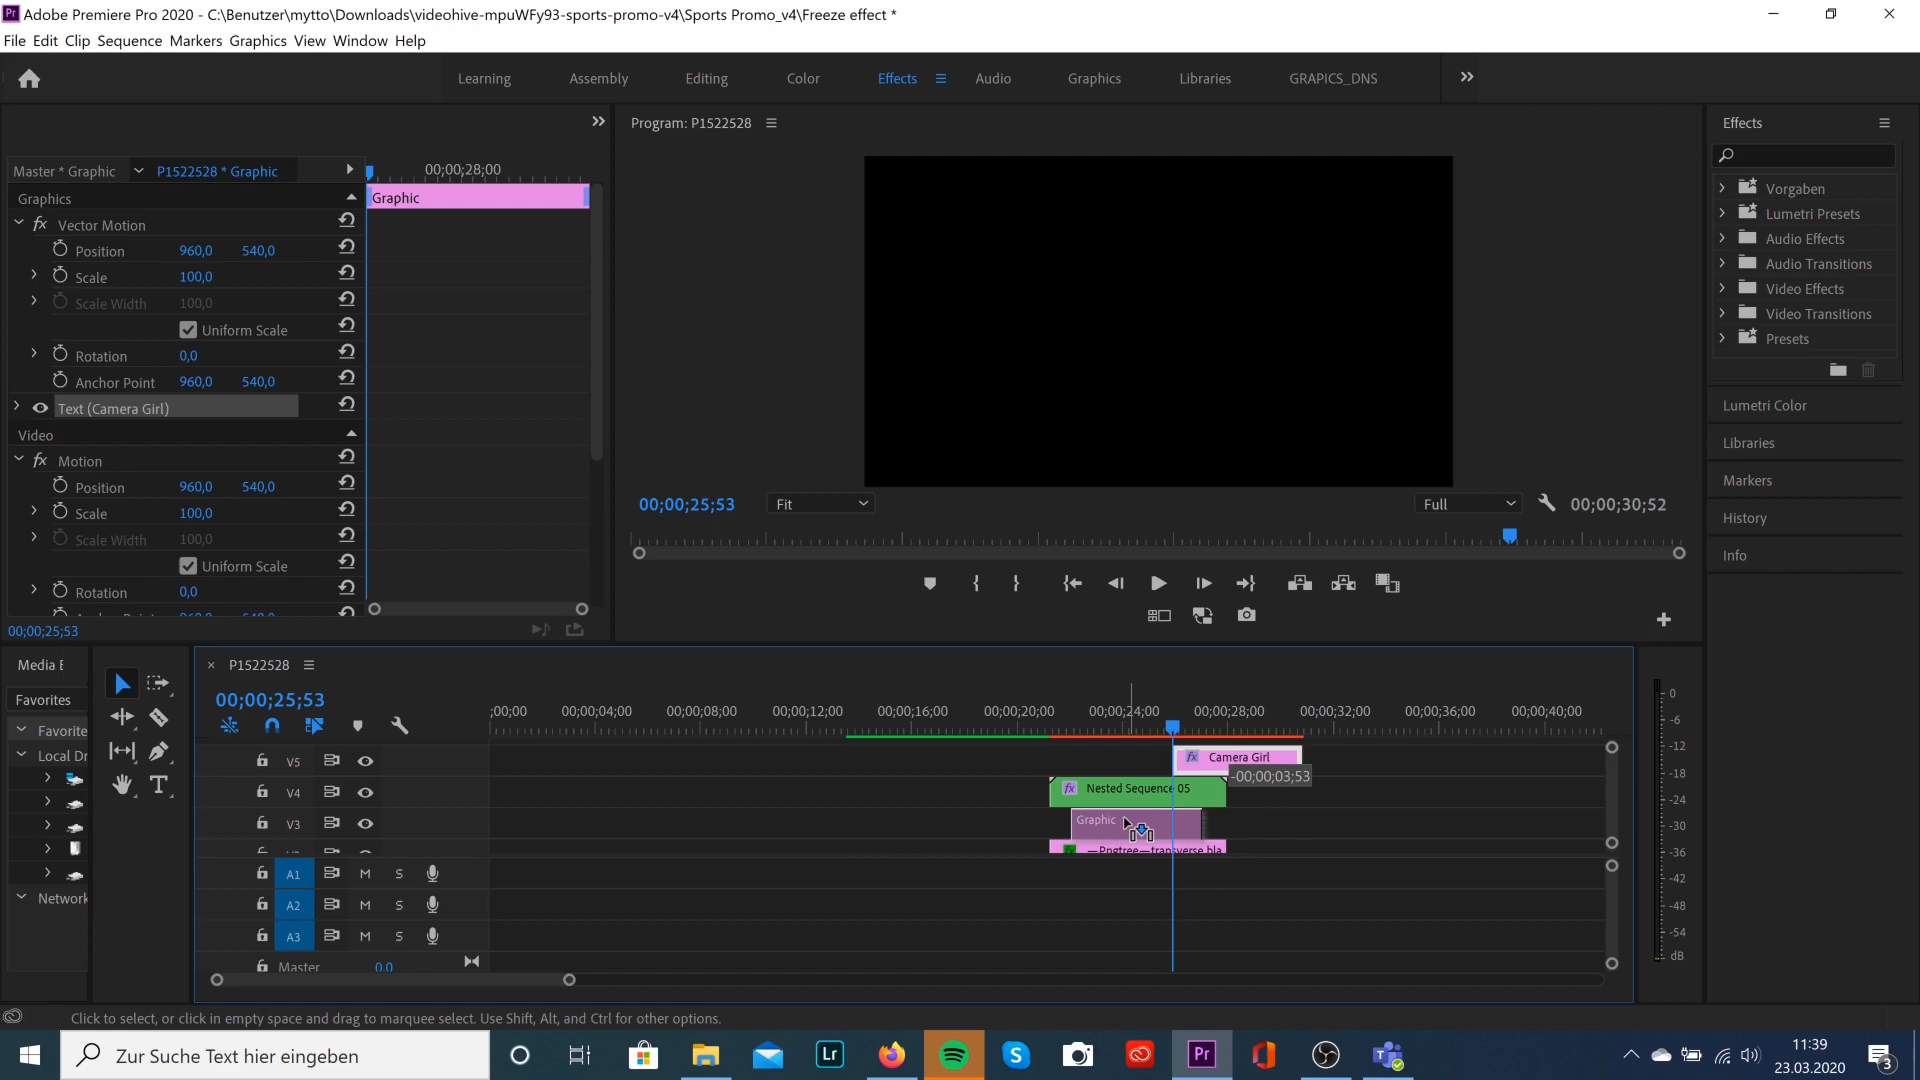 Adobe Premiere Pro 2020 - C:\Benutzer\mytto\Downloads\videohive-mpuWFy93-sports-promo-v4\Sports Promo_v4\Freeze effect *
File Edit Clip Sequence Markers Graphics View Window Help
Learning Assembly Editing Color Effects Audio Graphics Libraries GRAPICS_DNS
Master * Graphic P1522528 * Graphic 00;00;28;00
Graphics Graphic
fx Vector Motion
Position 960,0 540,0
Scale 100,0
Scale Width 100,0
Uniform Scale
Rotation 0,0
Anchor Point 960,0 540,0
Text (Camera Girl)
Video
fx Motion
Position 960,0 540,0
Scale 100,0
Scale Width 100,0
Uniform Scale
Rotation 0,0
00;00;25;53
Program: P1522528
00;00;25;53 Fit Full 00;00;30;52
Effects
Vorgaben
Lumetri Presets
Audio Effects
Audio Transitions
Video Effects
Video Transitions
Presets
Lumetri Color
Libraries
Markers
History
Info
Media E
Favorites
Favorite
Local Dr
Network
P1522528
00;00;25;53
;00;00 00;00;04;00 00;00;08;00 00;00;12;00 00;00;16;00 00;00;20;00 00;00;24;00 00;00;28;00 00;00;32;00 00;00;36;00 00;00;40;00
V5 fx Camera Girl
-00;00;03;53
V4 fx Nested Sequence 05
V3 Graphic
fx —Pngtree—transverse bla
A1 M S
A2 M S
A3 M S
Master 0.0
0
-6
-12
-18
-24
-30
-36
-42
-48
-54
dB
Click to select, or click in empty space and drag to marquee select. Use Shift, Alt, and Ctrl for other options.
Zur Suche Text hier eingeben
Lr
Pr
11:39
23.03.2020
3